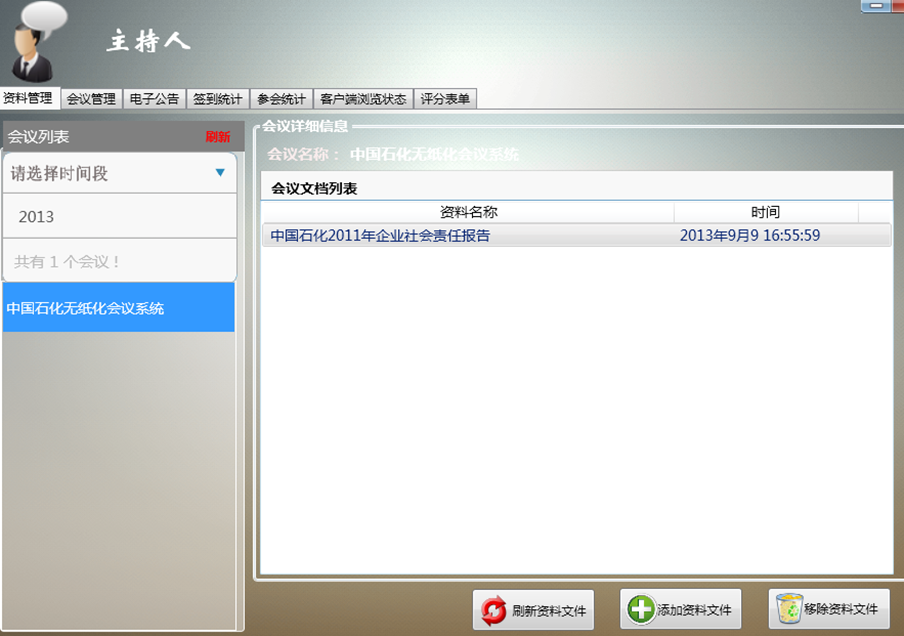 主持人
资料管理 会议管理 电子公告 签到统计 参会统计 客户端浏览状态 评分表单
会议列表 刷新
请选择时间段
2013
共有 1 个会议！
中国石化无纸化会议系统
会议详细信息
会议名称： 中国石化无纸化会议系统
会议文档列表
资料名称 时间
中国石化2011年企业社会责任报告 2013年9月9 16:55:59
刷新资料文件 添加资料文件 移除资料文件